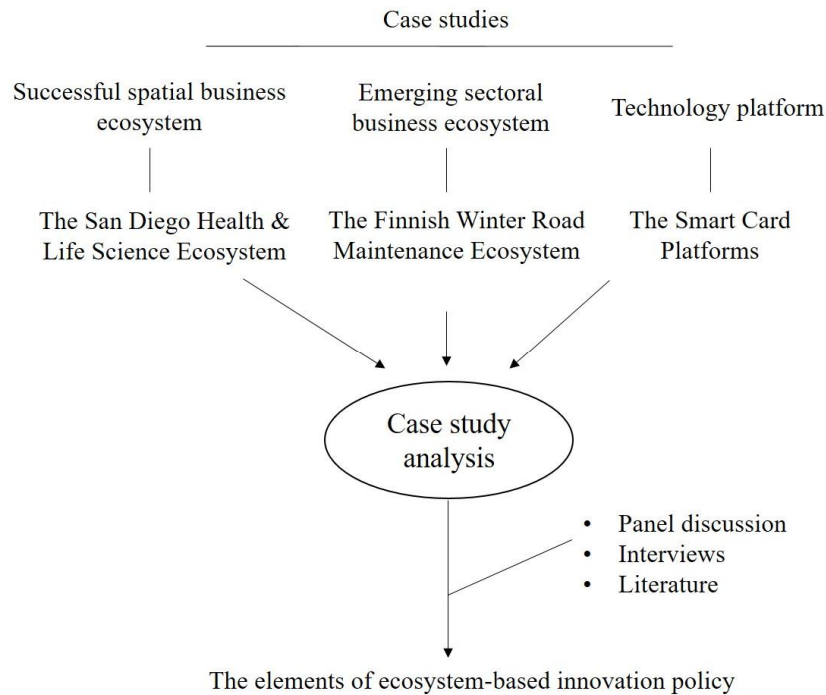 Case studies
Successful spatial business
ecosystem
Emerging sectoral
business ecosystem
Technology platform
The San Diego Health &
Life Science Ecosystem
The Finnish Winter Road
Maintenance Ecosystem
The Smart Card
Platforms
Case study
analysis
• Panel discussion
• Interviews
• Literature
The elements of ecosystem-based innovation policy